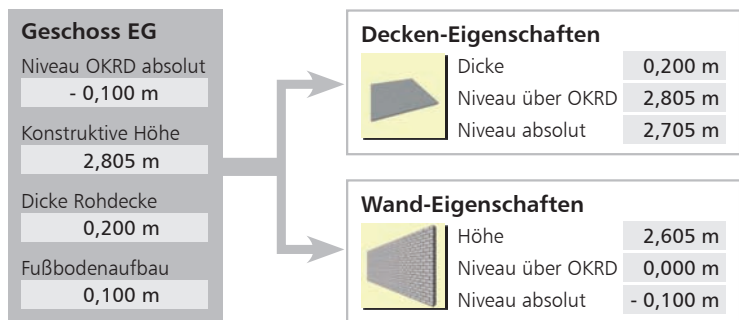 Geschoss EG
Niveau OKRD absolut
- 0,100 m
Konstruktive Höhe
2,805 m
Dicke Rohdecke
0,200 m
Fußbodenaufbau
0,100 m
Decken-Eigenschaften
Dicke 0,200 m
Niveau über OKRD 2,805 m
Niveau absolut 2,705 m
Wand-Eigenschaften
Höhe 2,605 m
Niveau über OKRD 0,000 m
Niveau absolut - 0,100 m